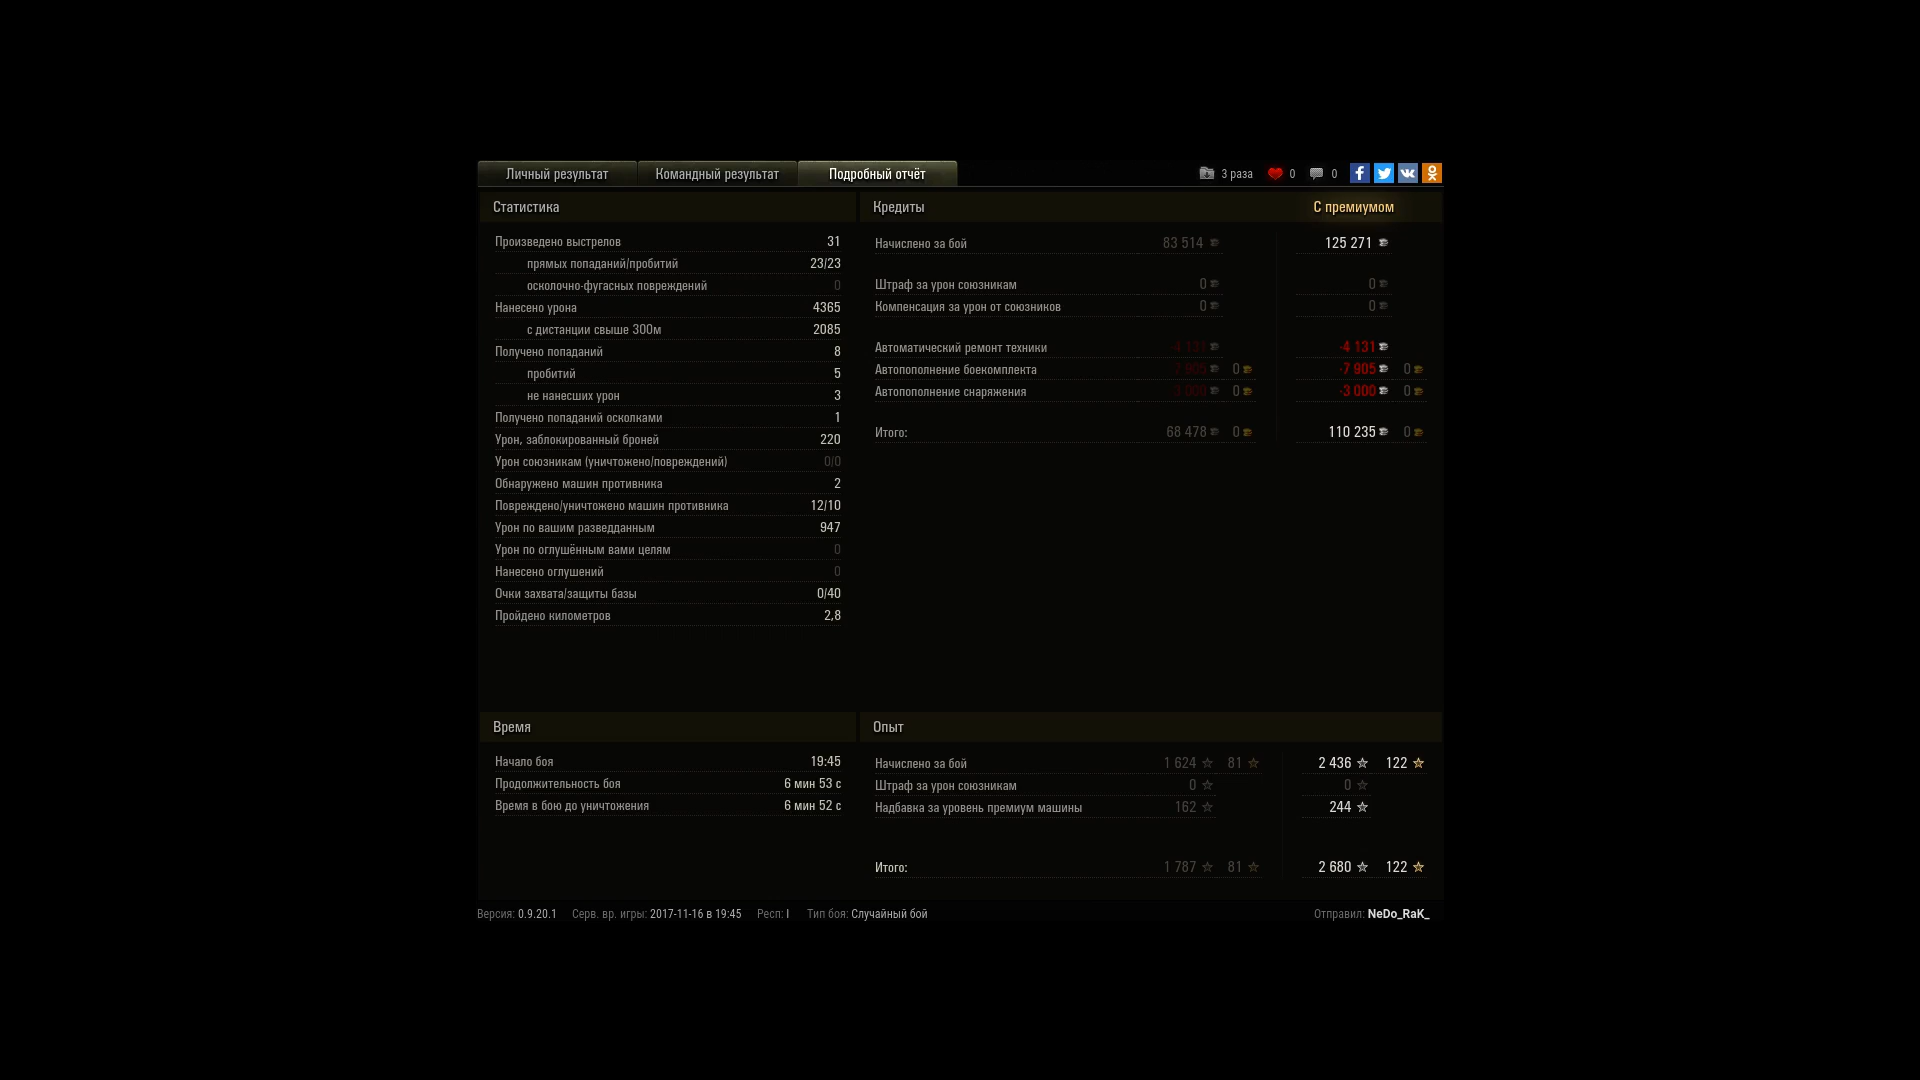 Личный результат Командный результат Подробный отчёт 3 раза 0 0
Статистика
Произведено выстрелов 31
прямых попаданий/пробитий 23/23
осколочно-фугасных повреждений 0
Нанесено урона 4365
с дистанции свыше 300м 2085
Получено попаданий 8
пробитий 5
не нанесших урон 3
Получено попаданий осколками 1
Урон, заблокированный броней 220
Урон союзникам (уничтожено/повреждений) 0/0
Обнаружено машин противника 2
Повреждено/уничтожено машин противника 12/10
Урон по вашим разведданным 947
Урон по оглушённым вами целям 0
Нанесено оглушений 0
Очки захвата/защиты базы 0/40
Пройдено километров 2,8
Кредиты С премиумом
Начислено за бой 83 514 125 271
Штраф за урон союзникам 0 0
Компенсация за урон от союзников 0 0
Автоматический ремонт техники -4 131 -4 131
Автопополнение боекомплекта -7 905 0 -7 905 0
Автопополнение снаряжения -3 000 0 -3 000 0
Итого: 68 478 0 110 235 0
Время
Начало боя 19:45
Продолжительность боя 6 мин 53 с
Время в бою до уничтожения 6 мин 52 с
Опыт
Начислено за бой 1 624 81 2 436 122
Штраф за урон союзникам 0 0
Надбавка за уровень премиум машины 162 244
Итого: 1 787 81 2 680 122
Версия: 0.9.20.1 Серв. вр. игры: 2017-11-16 в 19:45 Респ: I Тип боя: Случайный бой Отправил: NeDo_RaK_